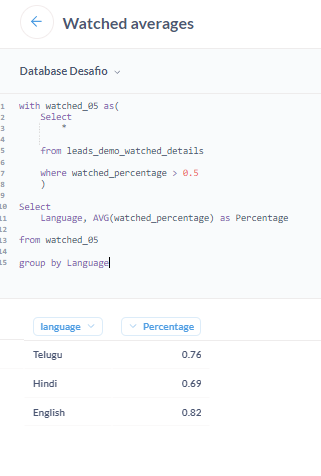 Watched averages
Database Desafio
1 with watched_05 as(
2 Select
3 *
4
5 from leads_demo_watched_details
6
7 where watched_percentage > 0.5
8 )
9
10 Select
11 Language, AVG(watched_percentage) as Percentage
12
13 from watched_05
14
15 group by Language
language Percentage
Telugu 0.76
Hindi 0.69
English 0.82